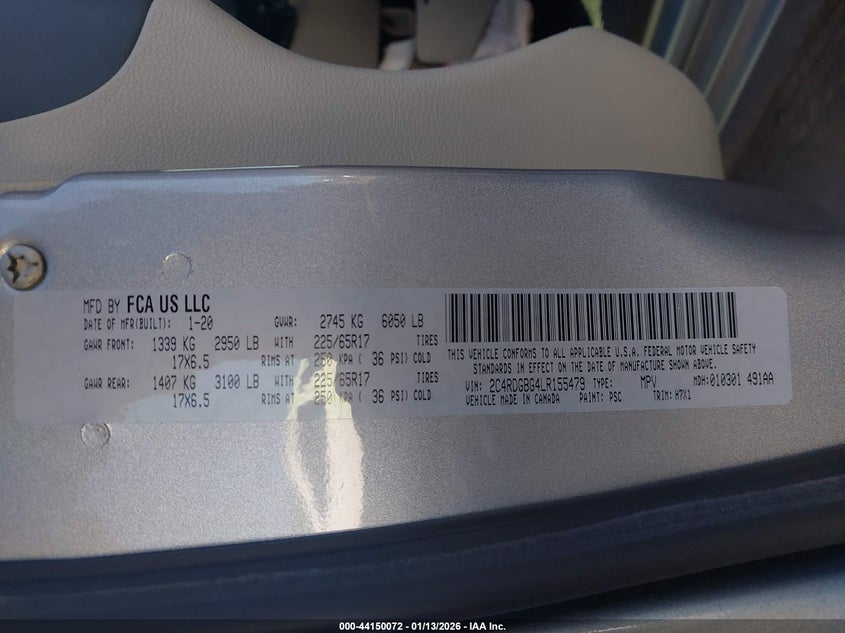 MFD BY FCA US LLC
DATE OF MFR(BUILT): 1-20 GVWR: 2745 KG 6050 LB
GAWR FRONT: 1339 KG 2950 LB WITH 225/65R17 TIRES
17X6.5 RIMS AT 250 KPA ( 36 PSI) COLD
GAWR REAR: 1407 KG 3100 LB WITH 225/65R17 TIRES
17X6.5 RIMS AT 250 KPA ( 36 PSI) COLD
THIS VEHICLE CONFORMS TO ALL APPLICABLE U.S.A. FEDERAL MOTOR VEHICLE SAFETY
STANDARDS IN EFFECT ON THE DATE OF MANUFACTURE SHOWN ABOVE.
VIN: 2C4RDGBG4LR155479 TYPE: MPV MDH: 010301 491AA
VEHICLE MADE IN CANADA PAINT: PSC TRIM: H7X1
000-44150072 - 01/13/2026 - IAA Inc.